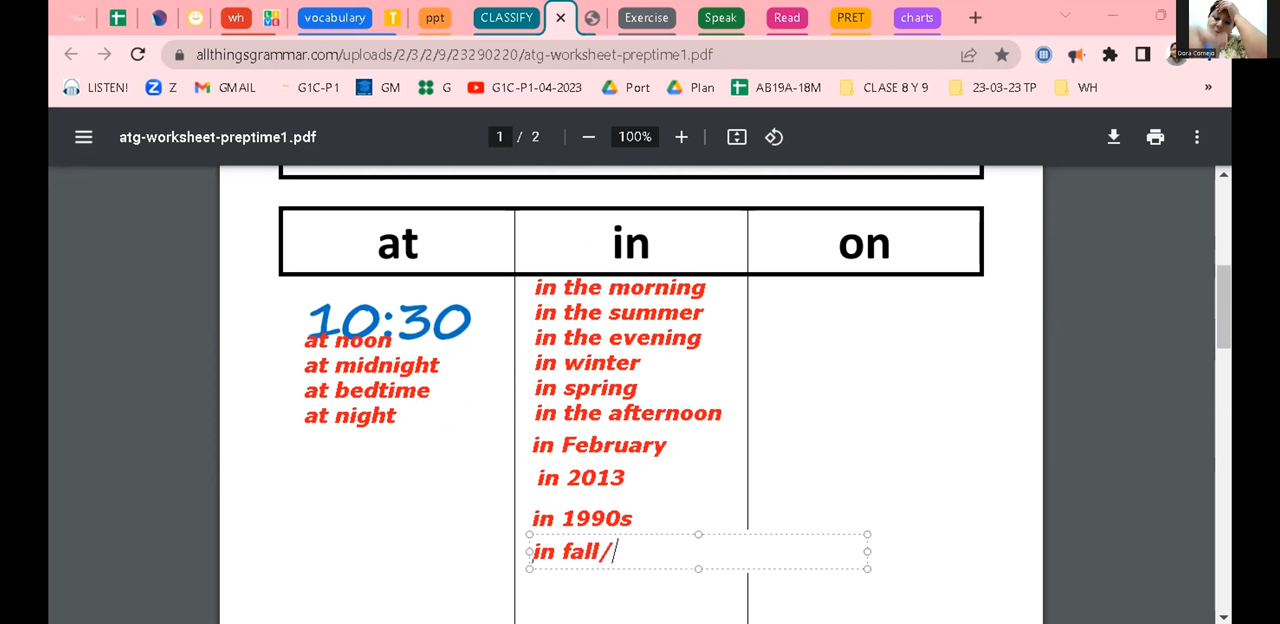 wh
vocabulary
T
ppt
CLASSIFY
Exercise
Speak
Read
PRET
charts
Dora Cornejo
allthingsgrammar.com/uploads/2/3/2/9/23290220/atg-worksheet-preptime1.pdf
LISTEN!
Z
GMAIL
G1C-P1
GM
G
G1C-P1-04-2023
Port
Plan
AB19A-18M
CLASE 8 Y 9
23-03-23 TP
WH
»
atg-worksheet-preptime1.pdf
1 / 2
100%
at
in
on
10:30
at noon
at midnight
at bedtime
at night
in the morning
in the summer
in the evening
in winter
in spring
in the afternoon
in February
in 2013
in 1990s
in fall/